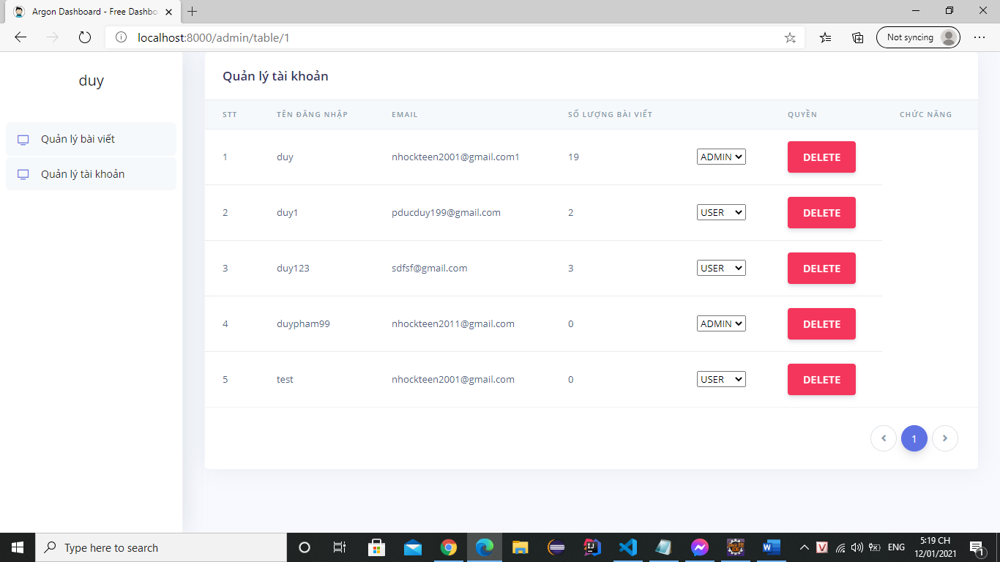 Argon Dashboard - Free Dashbo
localhost:8000/admin/table/1
Not syncing
duy
Quản lý bài viết
Quản lý tài khoản
Quản lý tài khoản
STT TÊN ĐĂNG NHẬP EMAIL SỐ LƯỢNG BÀI VIẾT QUYỀN CHỨC NĂNG
1 duy nhockteen2001@gmail.com1 19 ADMIN DELETE
2 duy1 pducduy199@gmail.com 2 USER DELETE
3 duy123 sdfsf@gmail.com 3 USER DELETE
4 duypham99 nhockteen2011@gmail.com 0 ADMIN DELETE
5 test nhockteen2001@gmail.com 0 USER DELETE
1
Type here to search
ENG
5:19 CH
12/01/2021
1